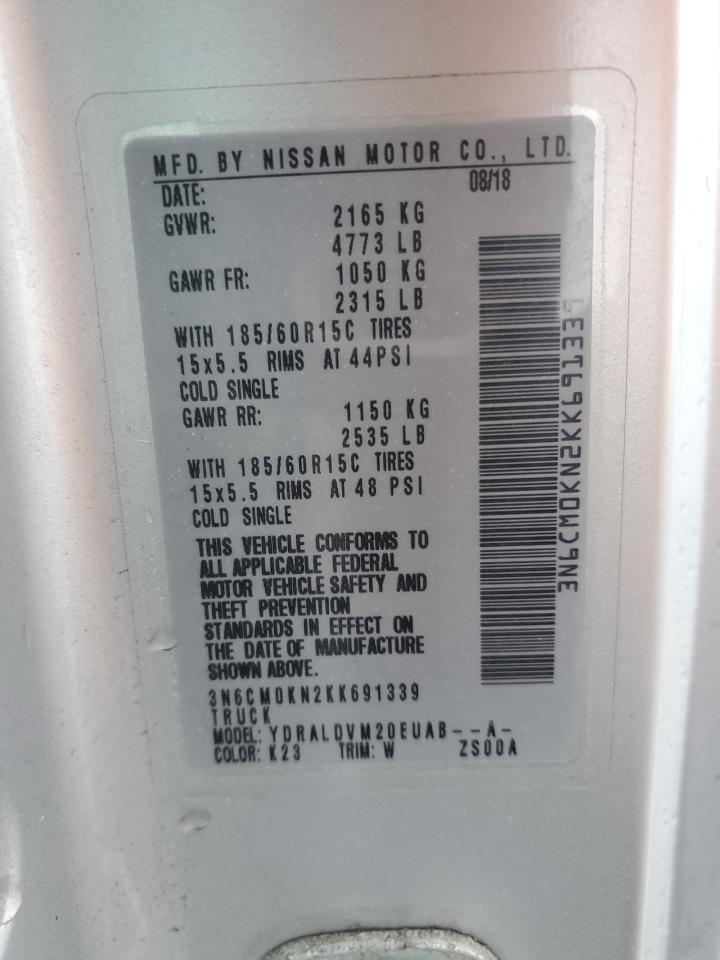 MFD. BY NISSAN MOTOR CO., LTD.
DATE: 08/18
GVWR: 2165 KG
4773 LB
GAWR FR: 1050 KG
2315 LB
WITH 185/60R15C TIRES
15x5.5 RIMS AT 44PSI
COLD SINGLE
GAWR RR: 1150 KG
2535 LB
WITH 185/60R15C TIRES
15x5.5 RIMS AT 48 PSI
COLD SINGLE
THIS VEHICLE CONFORMS TO
ALL APPLICABLE FEDERAL
MOTOR VEHICLE SAFETY AND
THEFT PREVENTION
STANDARDS IN EFFECT ON
THE DATE OF MANUFACTURE
SHOWN ABOVE.
3N6CM0KN2KK691339
TRUCK
MODEL: YDRALDVM20EUAB--A-
COLOR: K23 TRIM: W ZS00A
3N6CM0KN2KK691339